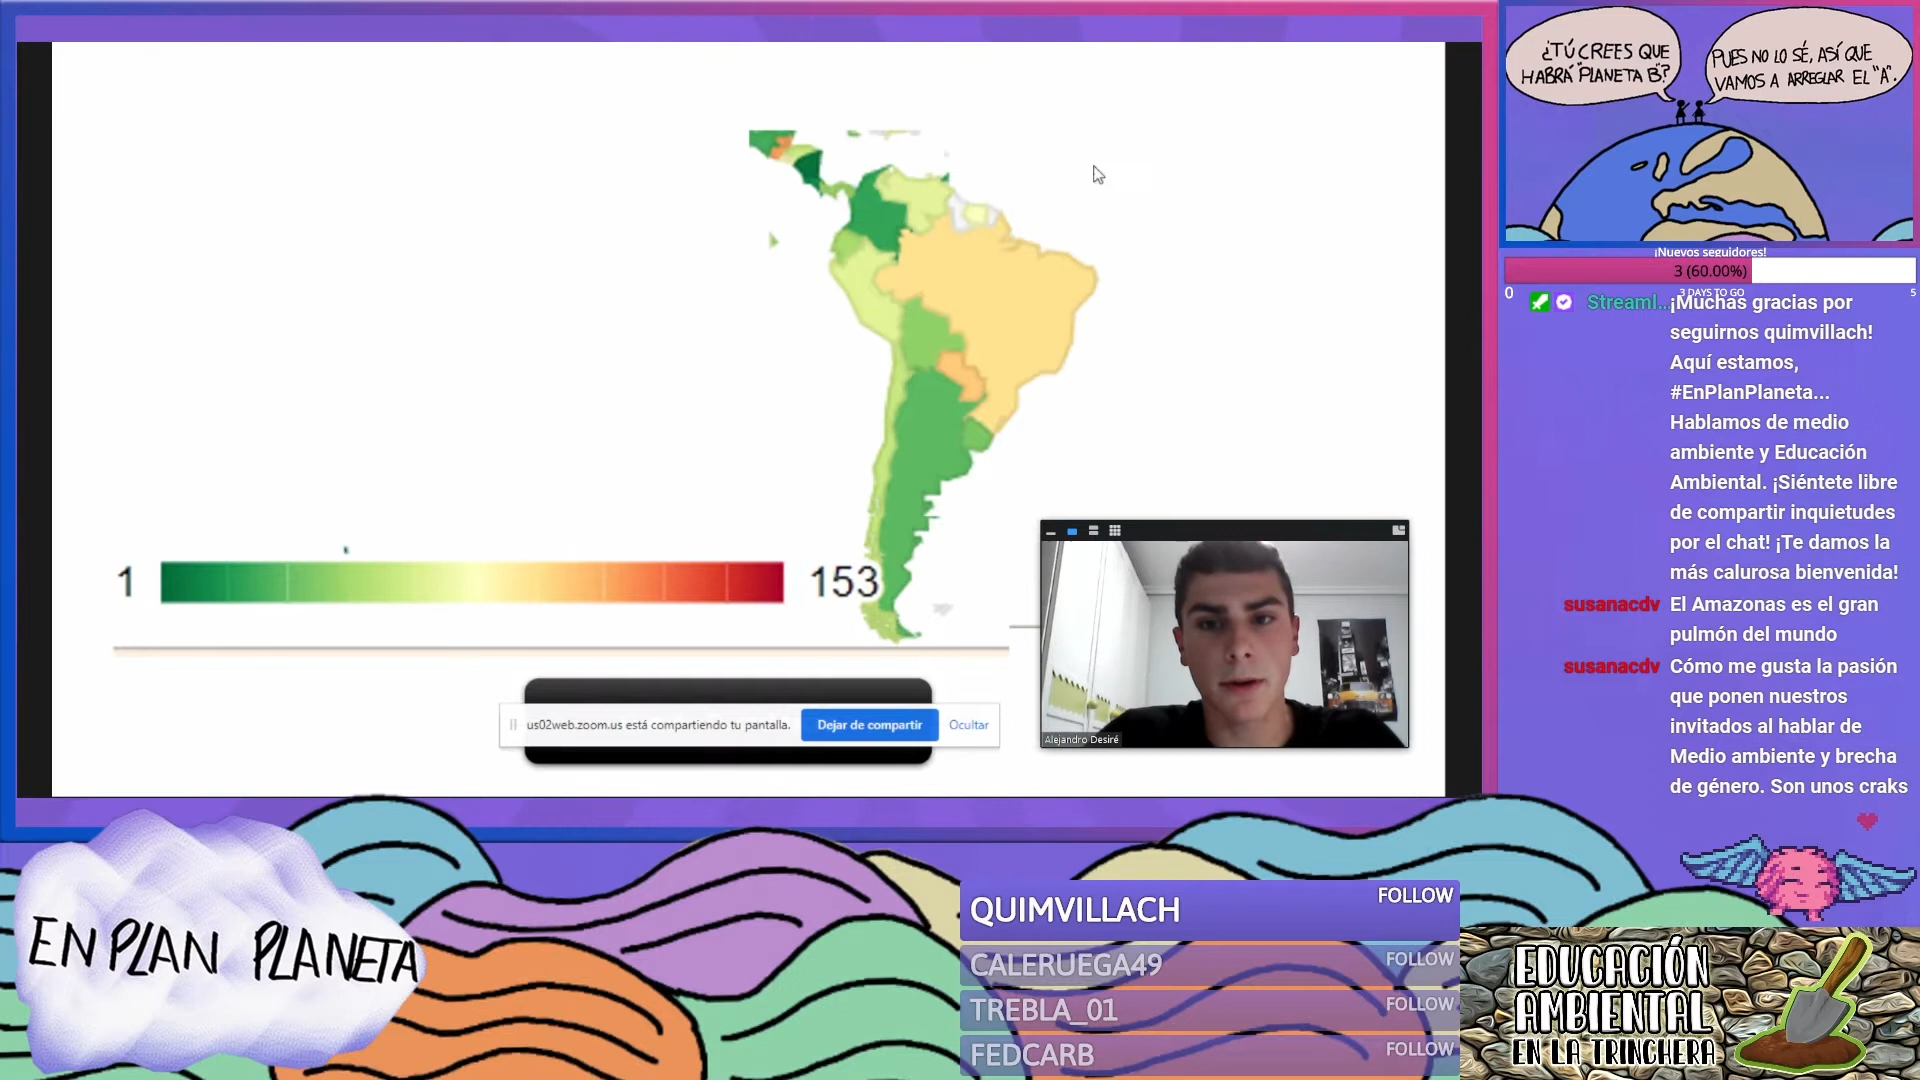 ¿TÚ CREES QUE
HABRÁ "PLANETA B"?
PUES NO LO SÉ, ASÍ QUE
VAMOS A ARREGLAR EL "A".
¡Nuevos seguidores!
3 (60.00%)
0
3 DAYS TO GO
5
Streaml... ¡Muchas gracias por
seguirnos quimvillach!
Aquí estamos,
#EnPlanPlaneta...
Hablamos de medio
ambiente y Educación
Ambiental. ¡Siéntete libre
de compartir inquietudes
por el chat! ¡Te damos la
más calurosa bienvenida!
susanacdv El Amazonas es el gran
pulmón del mundo
susanacdv Cómo me gusta la pasión
que ponen nuestros
invitados al hablar de
Medio ambiente y brecha
de género. Son unos craks
1
153
us02web.zoom.us está compartiendo tu pantalla. Dejar de compartir Ocultar
Alejandro Desiré
EN PLAN PLANETA
QUIMVILLACH FOLLOW
CALERUEGA49 FOLLOW
TREBLA_01 FOLLOW
FEDCARB FOLLOW
EDUCACIÓN
AMBIENTAL
EN LA TRINCHERA